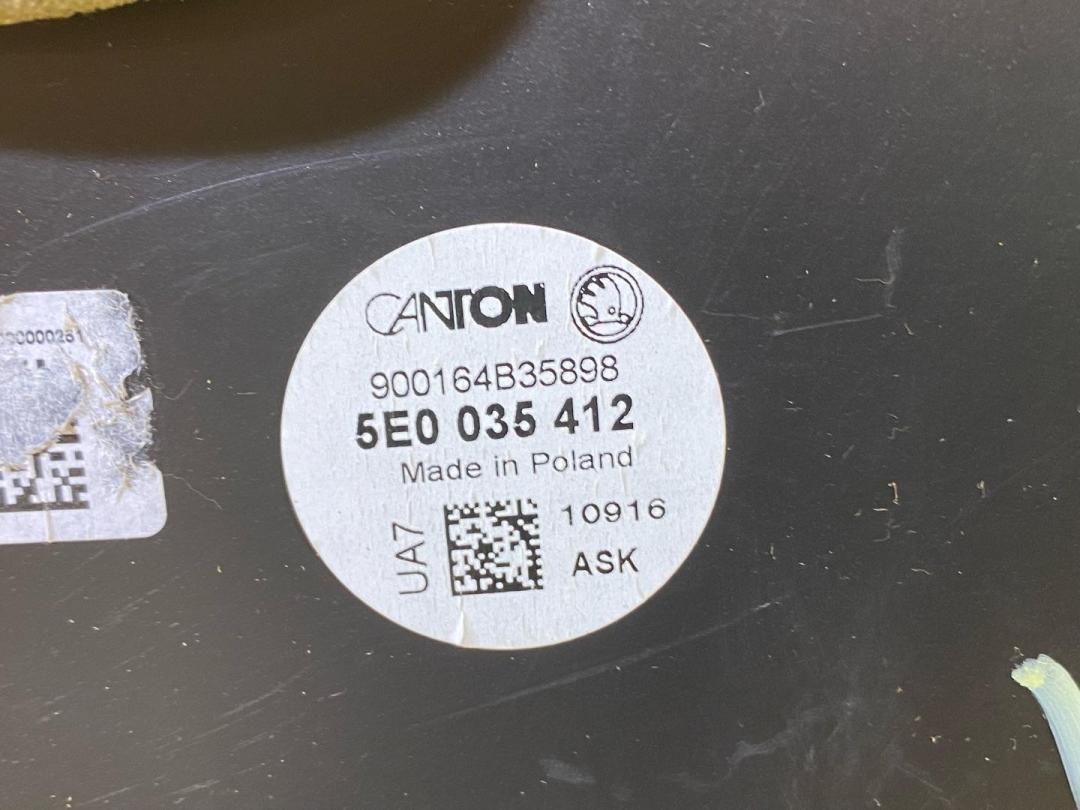 CANTON
900164B35898
5E0 035 412
Made in Poland
UA7
10916
ASK